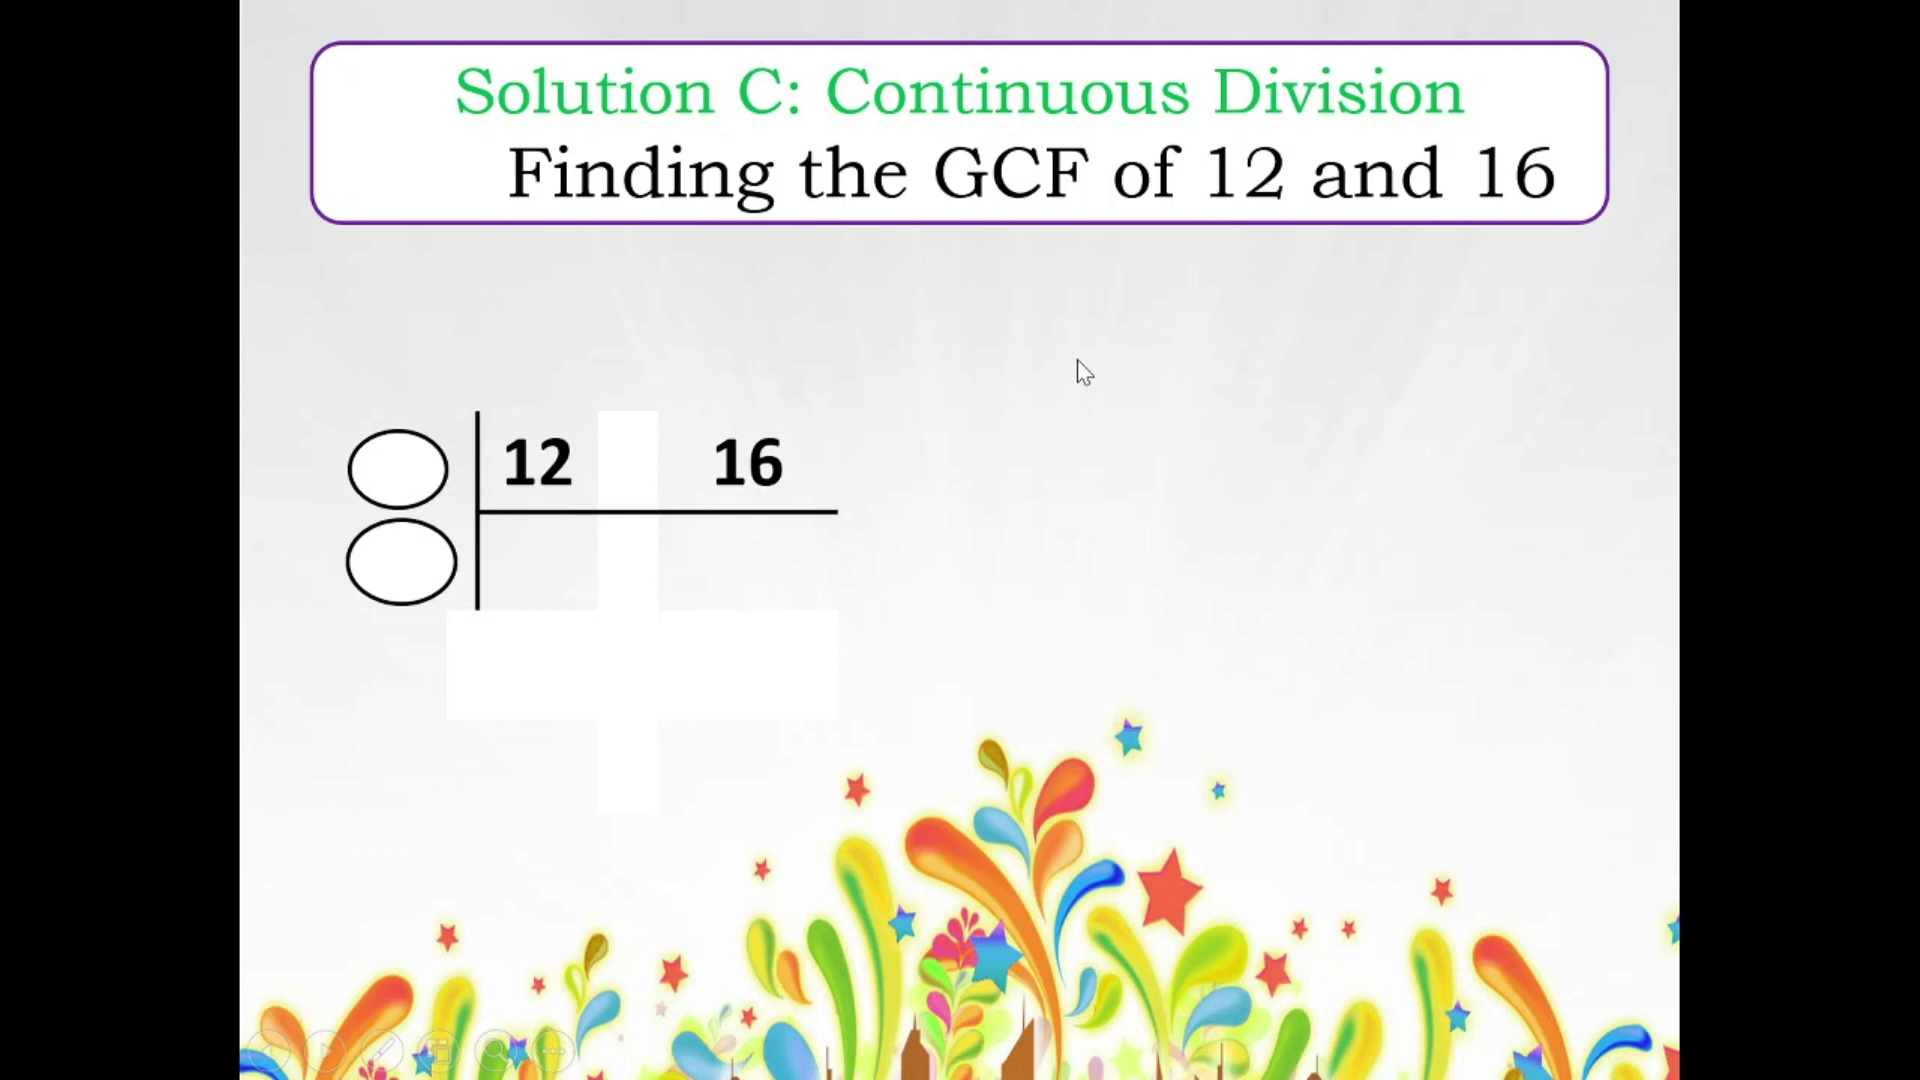 Solution C: Continuous Division
Finding the GCF of 12 and 16
12 16